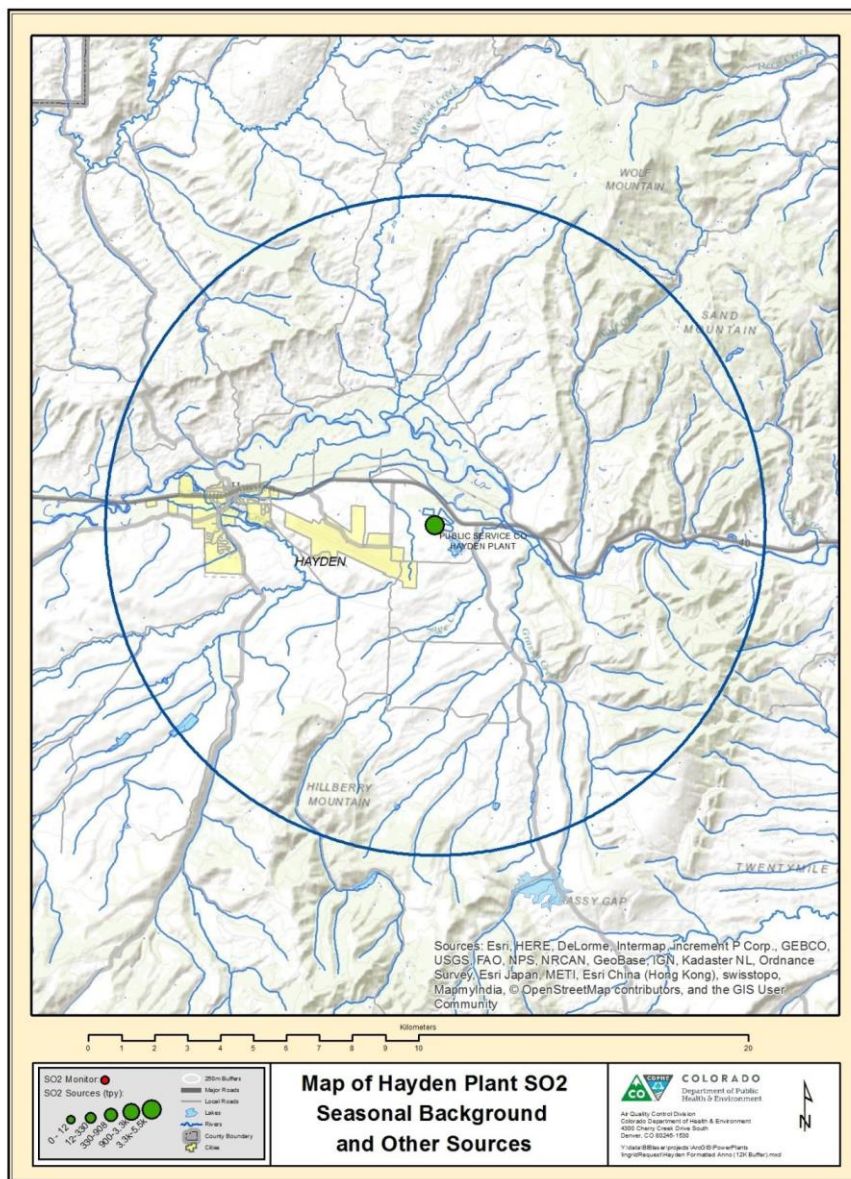 WOLF
MOUNTAIN
SAND
MOUNTAIN
PUBLIC SERVICE CO
HAYDEN PLANT
HAYDEN
40
HILLBERRY
MOUNTAIN
TWENTYMILE
ASSY GAP
Sources: Esri, HERE, DeLorme, Intermap, increment P Corp., GEBCO,
USGS, FAO, NPS, NRCAN, GeoBase, IGN, Kadaster NL, Ordnance
Survey, Esri Japan, METI, Esri China (Hong Kong), swisstopo,
MapmyIndia, © OpenStreetMap contributors, and the GIS User
Community
Kilometers
0 1 2 3 4 5 6 7 8 9 10 20
SO2 Monitor:
SO2 Sources (tpy):
0 - 12
12-330
330-908
900-3.3k
3.3k-5.5k
250m Buffers
Major Roads
Local Roads
Lakes
Rivers
County Boundary
Cities
Map of Hayden Plant SO2
Seasonal Background
and Other Sources
CO
CDPHE
COLORADO
Department of Public
Health & Environment
Air Quality Control Division
Colorado Department of Health & Environment
4300 Cherry Creek Drive South
Denver, CO 80246-1530
N